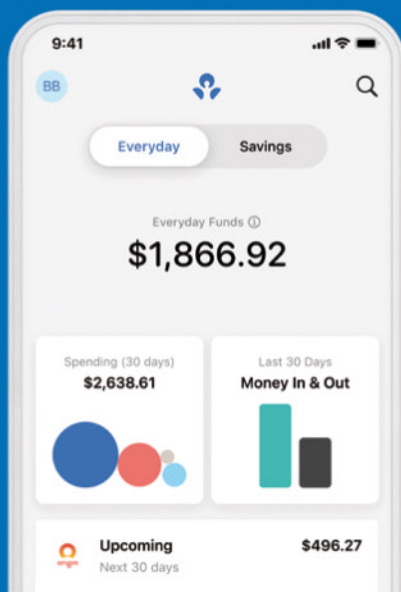 9:41
BB
Everyday Savings
Everyday Funds ⓘ
$1,866.92
Spending (30 days)
$2,638.61
Last 30 Days
Money In & Out
origin
Upcoming $496.27
Next 30 days